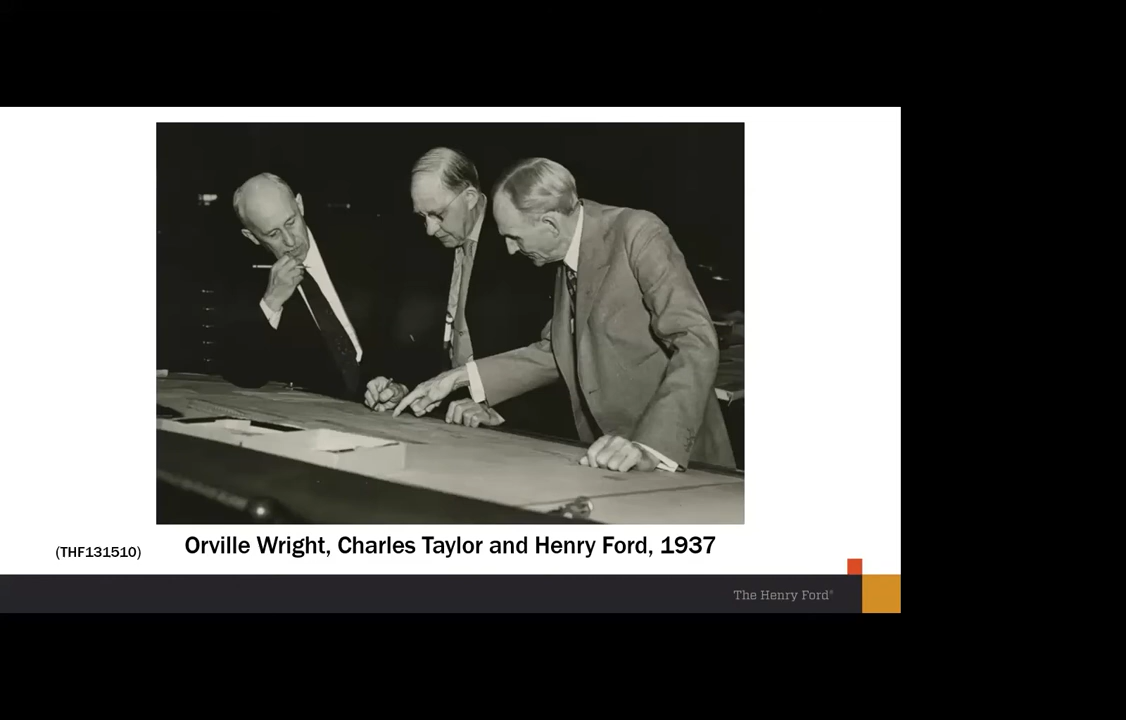 (THF131510)
Orville Wright, Charles Taylor and Henry Ford, 1937
The Henry Ford®